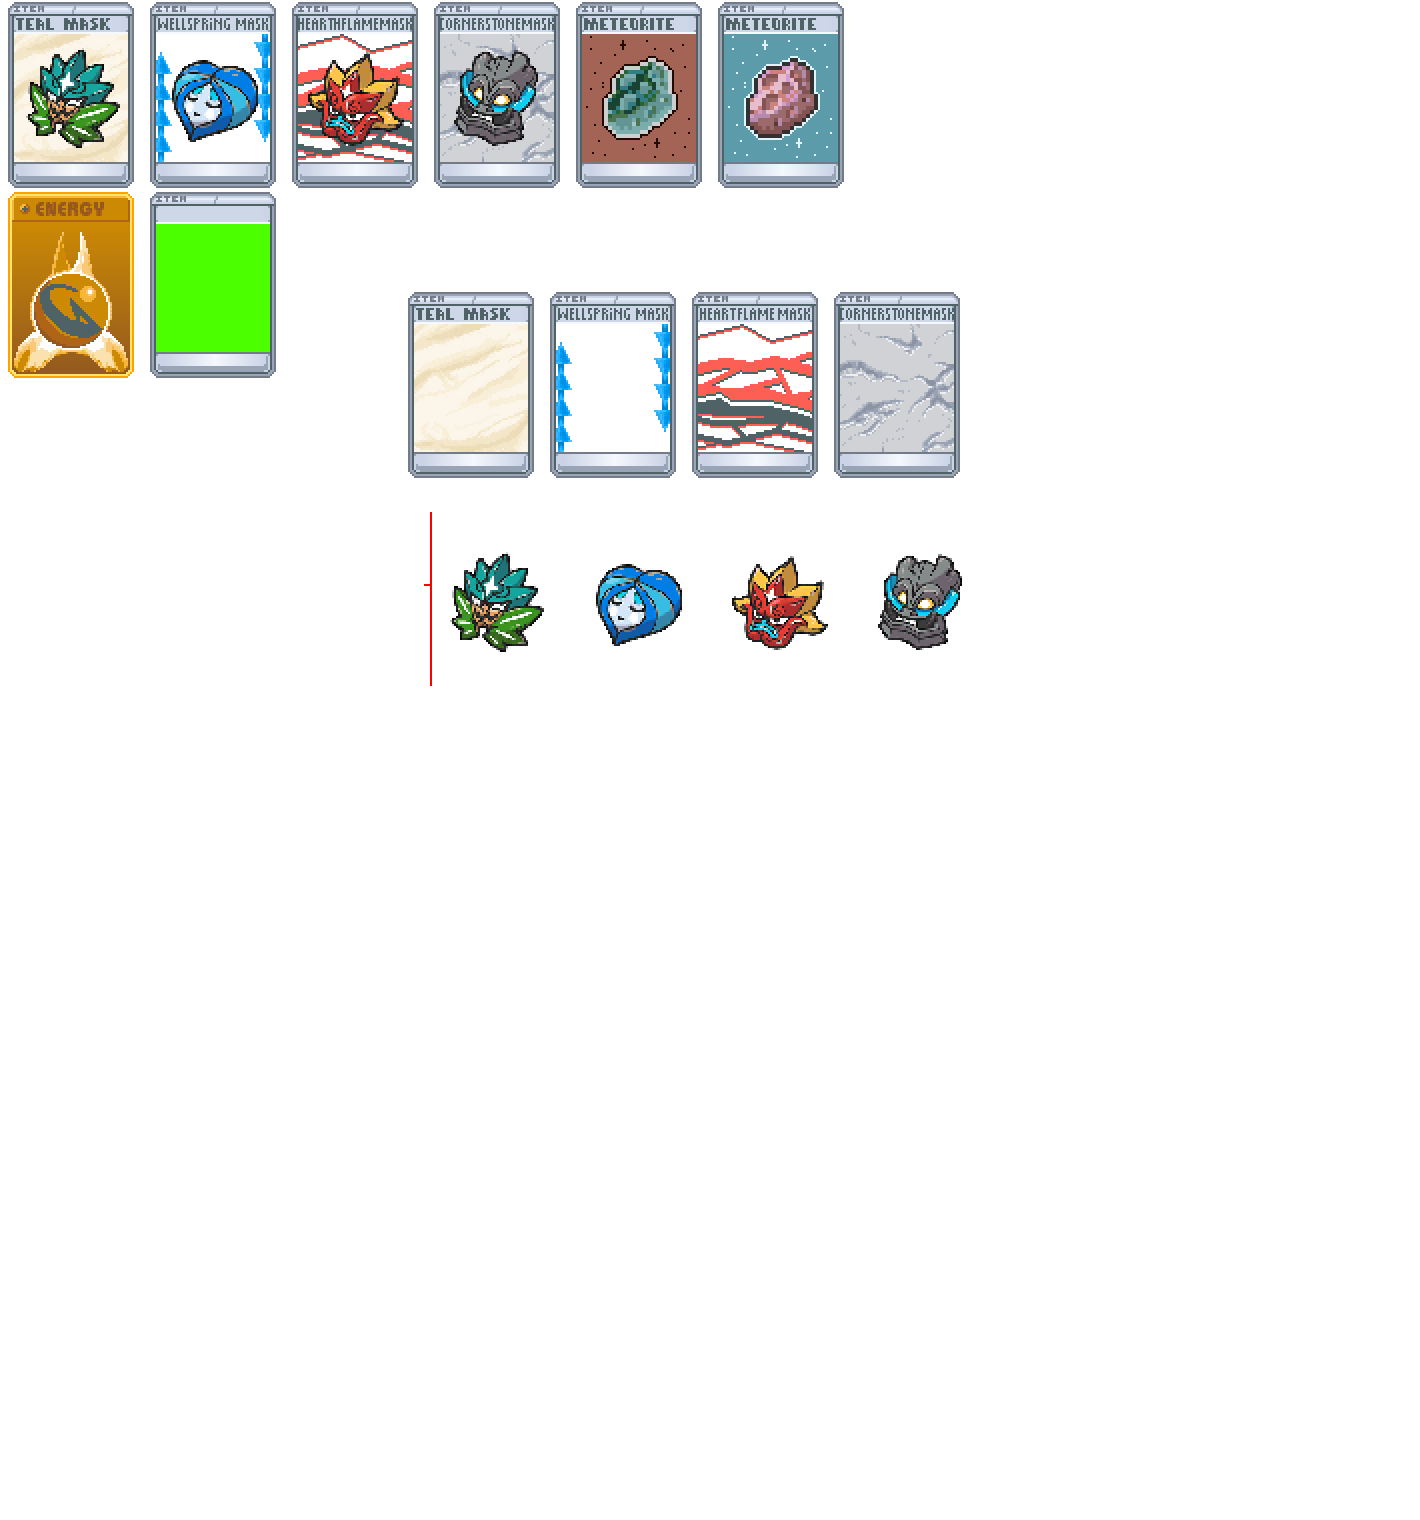 ITEM
TEAL MASK
ITEM
WELLSPRING MASK
ITEM
HEARTHFLAMEMASK
ITEM
CORNERSTONEMASK
ITEM
METEORITE
ITEM
METEORITE
ENERGY
ITEM
ITEM
TEAL MASK
ITEM
WELLSPRING MASK
ITEM
HEARTFLAME MASK
ITEM
CORNERSTONEMASK